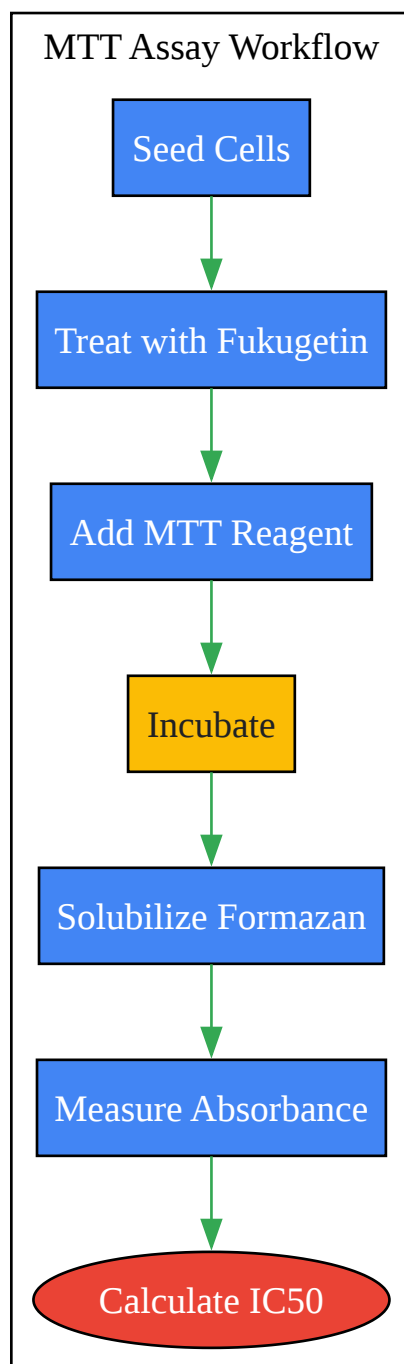 MTT Assay Workflow
Seed Cells
Treat with Fukugetin
Add MTT Reagent
Incubate
Solubilize Formazan
Measure Absorbance
Calculate IC50